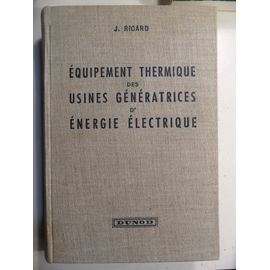 J. RICARD
ÉQUIPEMENT THERMIQUE
DES
USINES GÉNÉRATRICES
D'
ÉNERGIE ÉLECTRIQUE
DUNOD